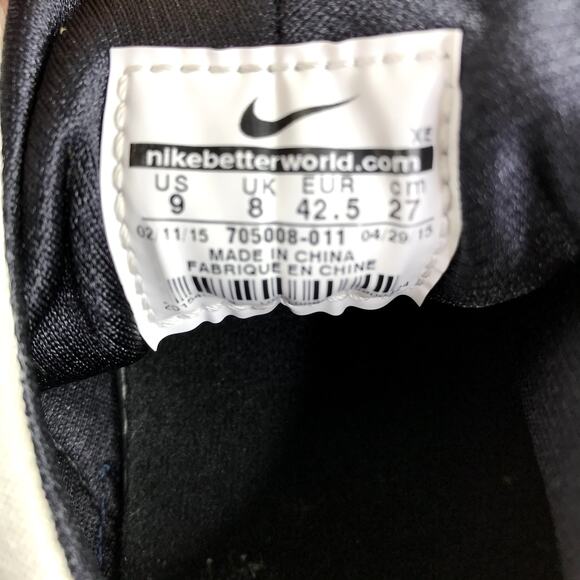 XE
nikebetterworld.com
US UK EUR cm
9 8 42.5 27
02/11/15 705008-011 04/29/15
MADE IN CHINA
FABRIQUE EN CHINE